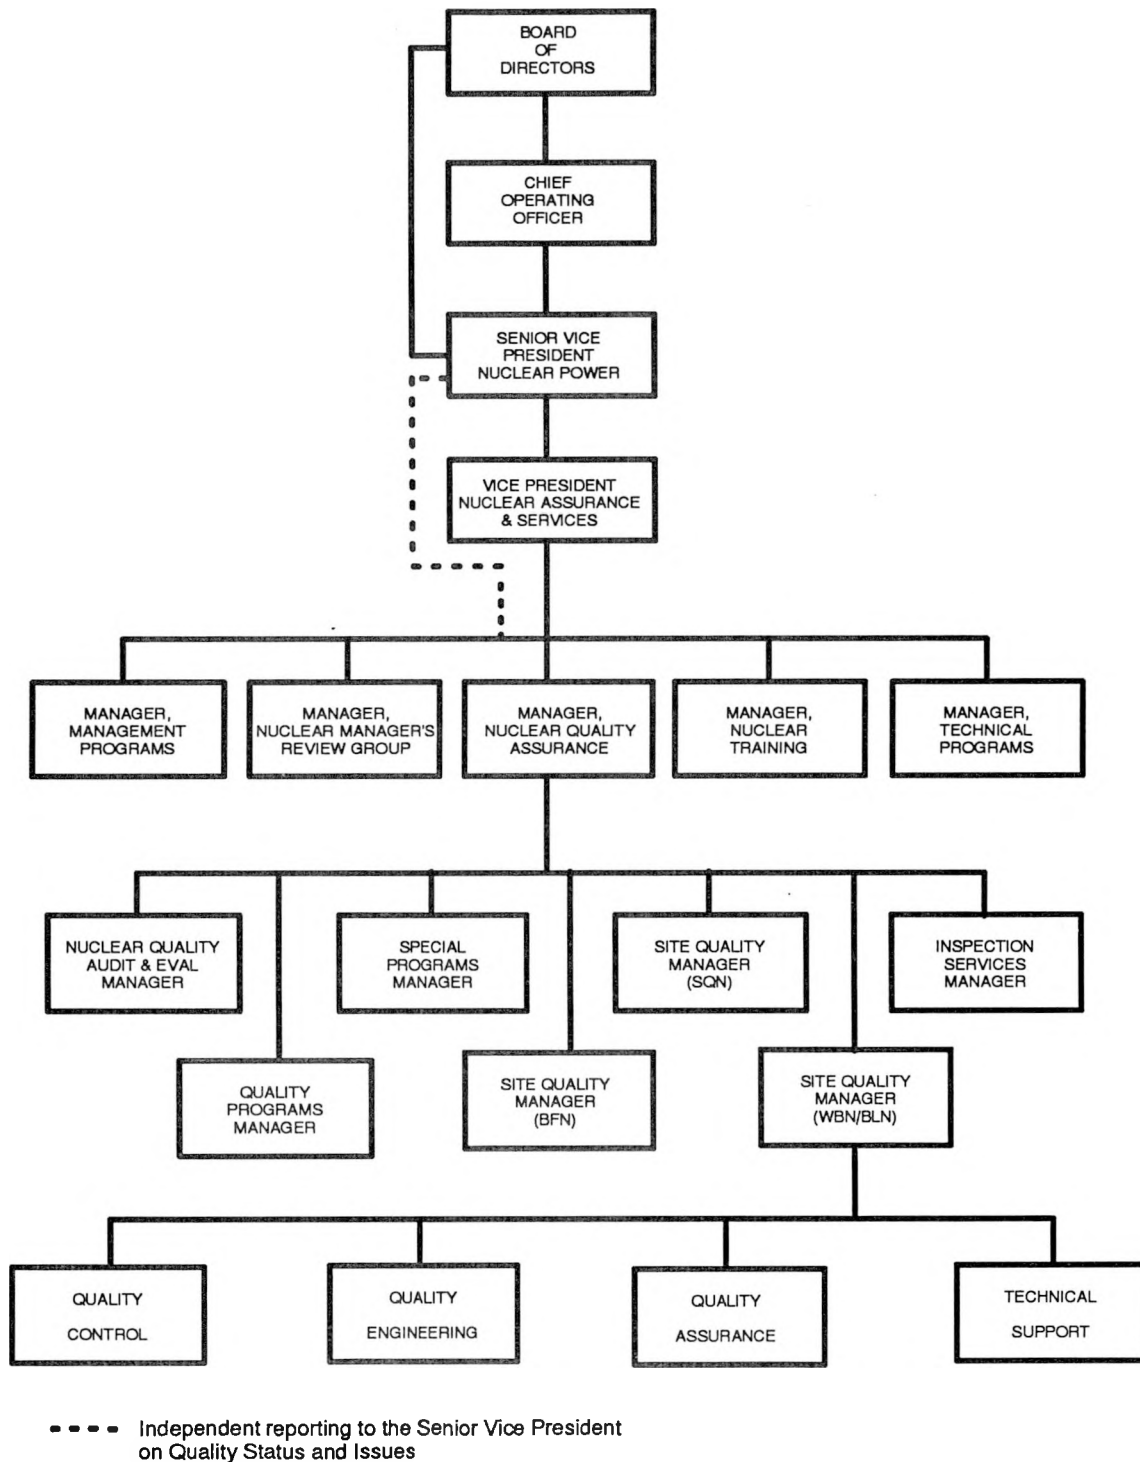 BOARD
OF
DIRECTORS
CHIEF
OPERATING
OFFICER
SENIOR VICE
PRESIDENT
NUCLEAR POWER
VICE PRESIDENT
NUCLEAR ASSURANCE
& SERVICES
MANAGER,
MANAGEMENT
PROGRAMS
MANAGER,
NUCLEAR MANAGER'S
REVIEW GROUP
MANAGER,
NUCLEAR QUALITY
ASSURANCE
MANAGER,
NUCLEAR
TRAINING
MANAGER,
TECHNICAL
PROGRAMS
NUCLEAR QUALITY
AUDIT & EVAL
MANAGER
SPECIAL
PROGRAMS
MANAGER
SITE QUALITY
MANAGER
(SQN)
INSPECTION
SERVICES
MANAGER
QUALITY
PROGRAMS
MANAGER
SITE QUALITY
MANAGER
(BFN)
SITE QUALITY
MANAGER
(WBN/BLN)
QUALITY
CONTROL
QUALITY
ENGINEERING
QUALITY
ASSURANCE
TECHNICAL
SUPPORT
Independent reporting to the Senior Vice President
on Quality Status and Issues